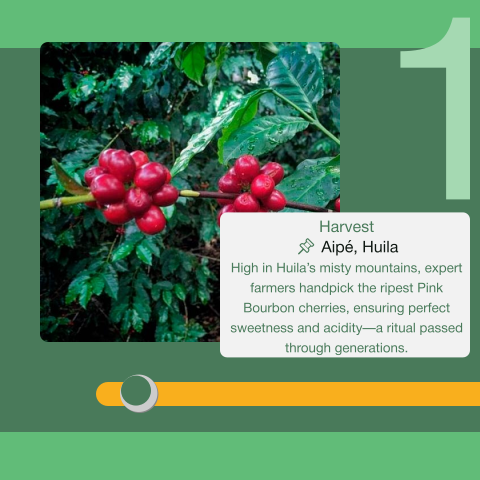 1
Harvest
Aipé, Huila
High in Huila's misty mountains, expert
farmers handpick the ripest Pink
Bourbon cherries, ensuring perfect
sweetness and acidity—a ritual passed
through generations.